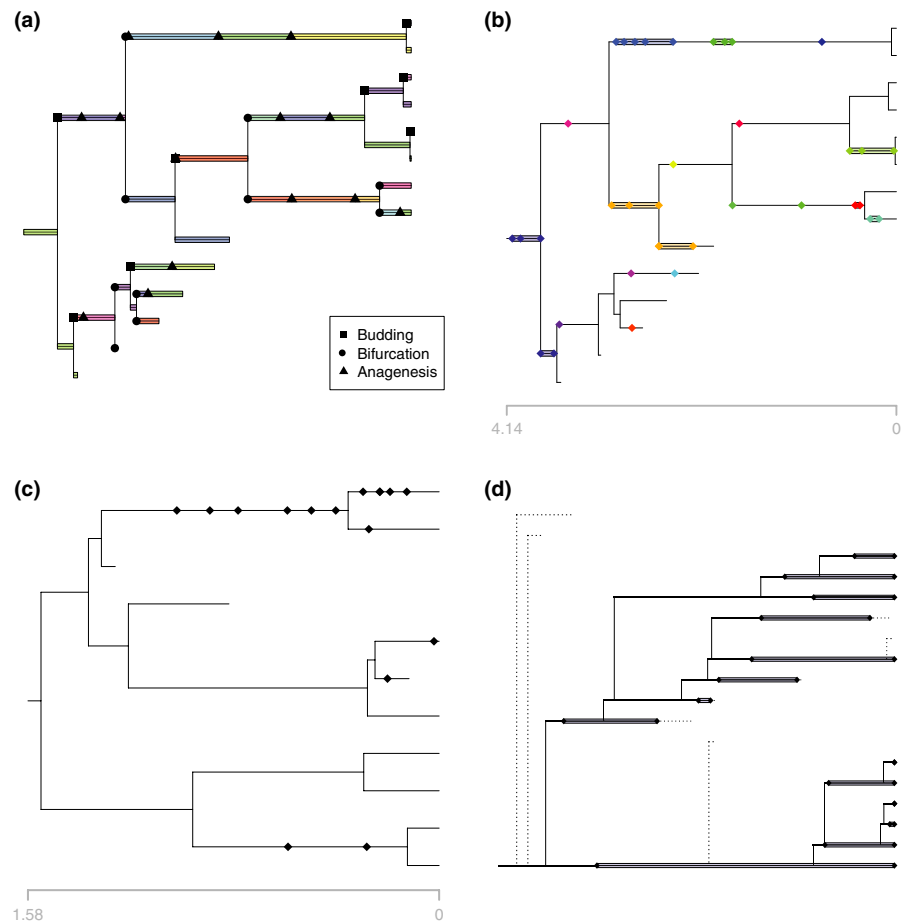 (a)
(b)
Budding
Bifurcation
Anagenesis
4.14
0
(c)
(d)
1.58
0